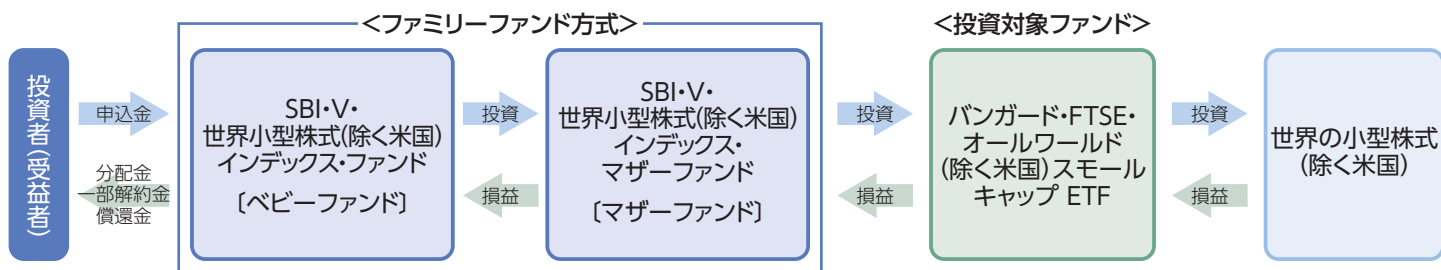 <ファミリーファンド方式>
<投資対象ファンド>
投資者(受益者)
申込金
分配金
一部解約金
償還金
SBI・V・
世界小型株式(除く米国)
インデックス・ファンド
〔ベビーファンド〕
投資
損益
SBI・V・
世界小型株式(除く米国)
インデックス・
マザーファンド
〔マザーファンド〕
投資
損益
バンガード・FTSE・
オールワールド
(除く米国)スモール
キャップ ETF
投資
損益
世界の小型株式
(除く米国)